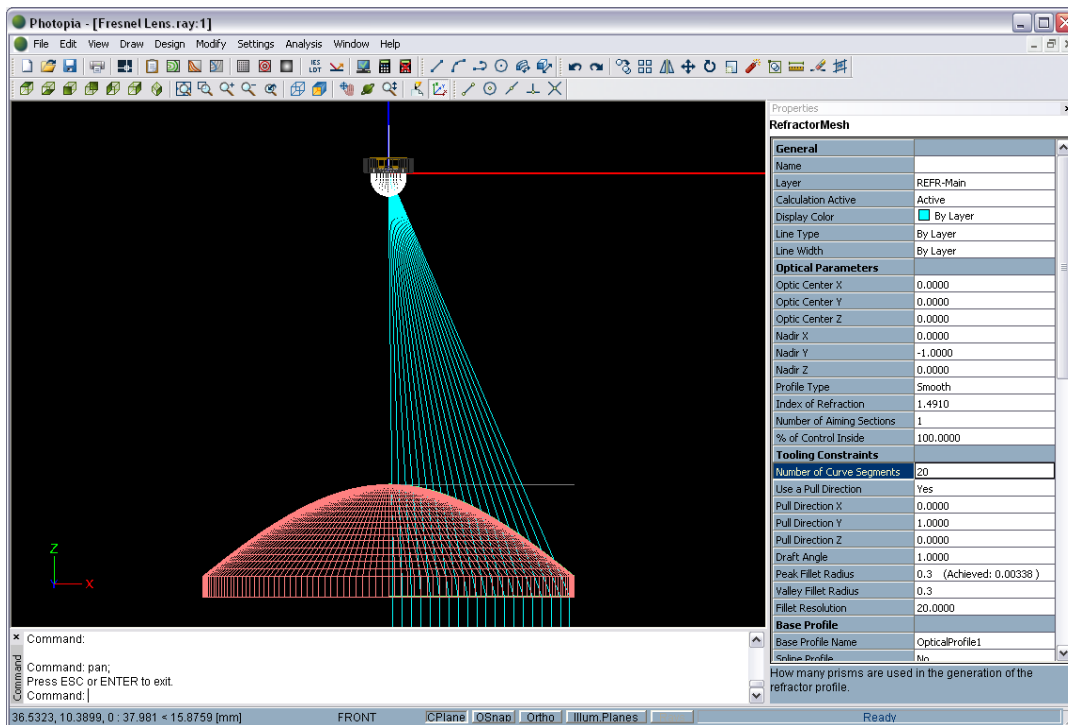 Photopia - [Fresnel Lens.ray:1]
File Edit View Draw Design Modify Settings Analysis Window Help
IES
LDT
Properties
RefractorMesh
General
Name
Layer REFR-Main
Calculation Active Active
Display Color By Layer
Line Type By Layer
Line Width By Layer
Optical Parameters
Optic Center X 0.0000
Optic Center Y 0.0000
Optic Center Z 0.0000
Nadir X 0.0000
Nadir Y -1.0000
Nadir Z 0.0000
Profile Type Smooth
Index of Refraction 1.4910
Number of Aiming Sections 1
% of Control Inside 100.0000
Tooling Constraints
Number of Curve Segments 20
Use a Pull Direction Yes
Pull Direction X 0.0000
Pull Direction Y 1.0000
Pull Direction Z 0.0000
Draft Angle 1.0000
Peak Fillet Radius 0.3 (Achieved: 0.00338 )
Valley Fillet Radius 0.3
Fillet Resolution 20.0000
Base Profile
Base Profile Name OpticalProfile1
Spline Profile No
How many prisms are used in the generation of the
refractor profile.
Z
X
Command
Command:
Command: pan;
Press ESC or ENTER to exit.
Command:
36.5323, 10.3899, 0 : 37.981 < 15.8759 [mm] FRONT CPlane OSnap Ortho Illum.Planes Ready